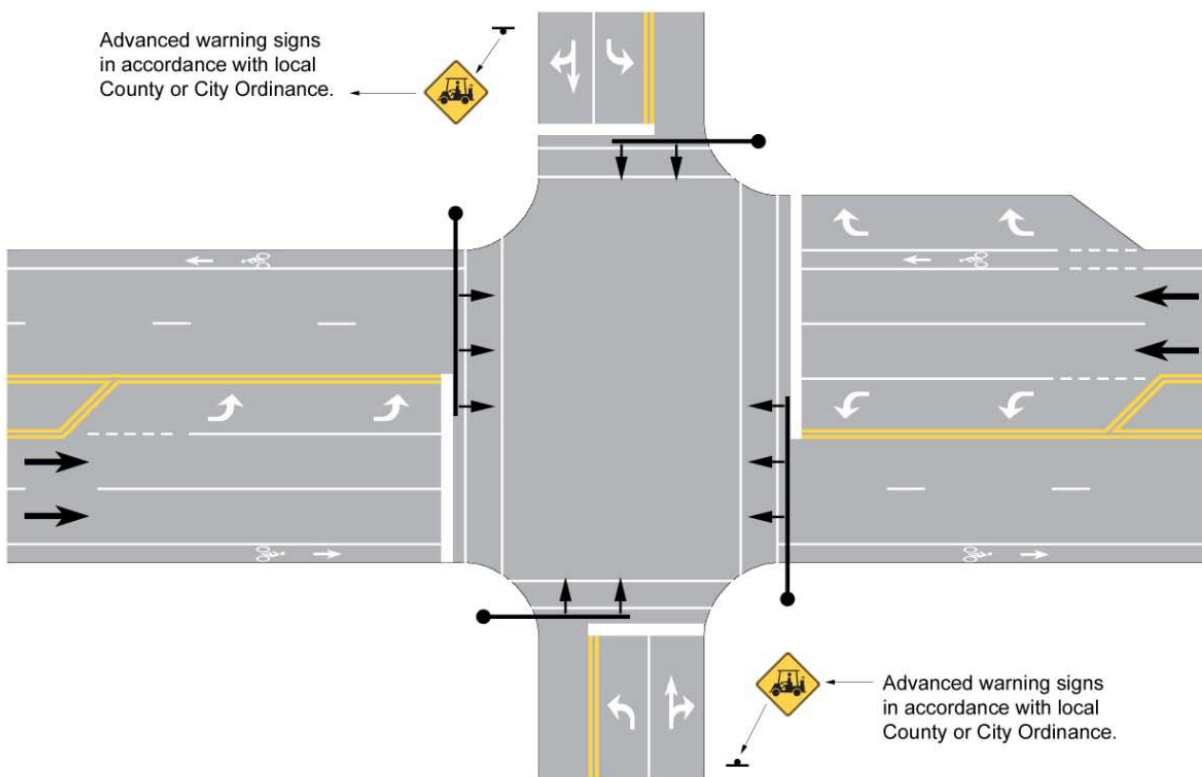 Advanced warning signs
in accordance with local
County or City Ordinance.
Advanced warning signs
in accordance with local
County or City Ordinance.